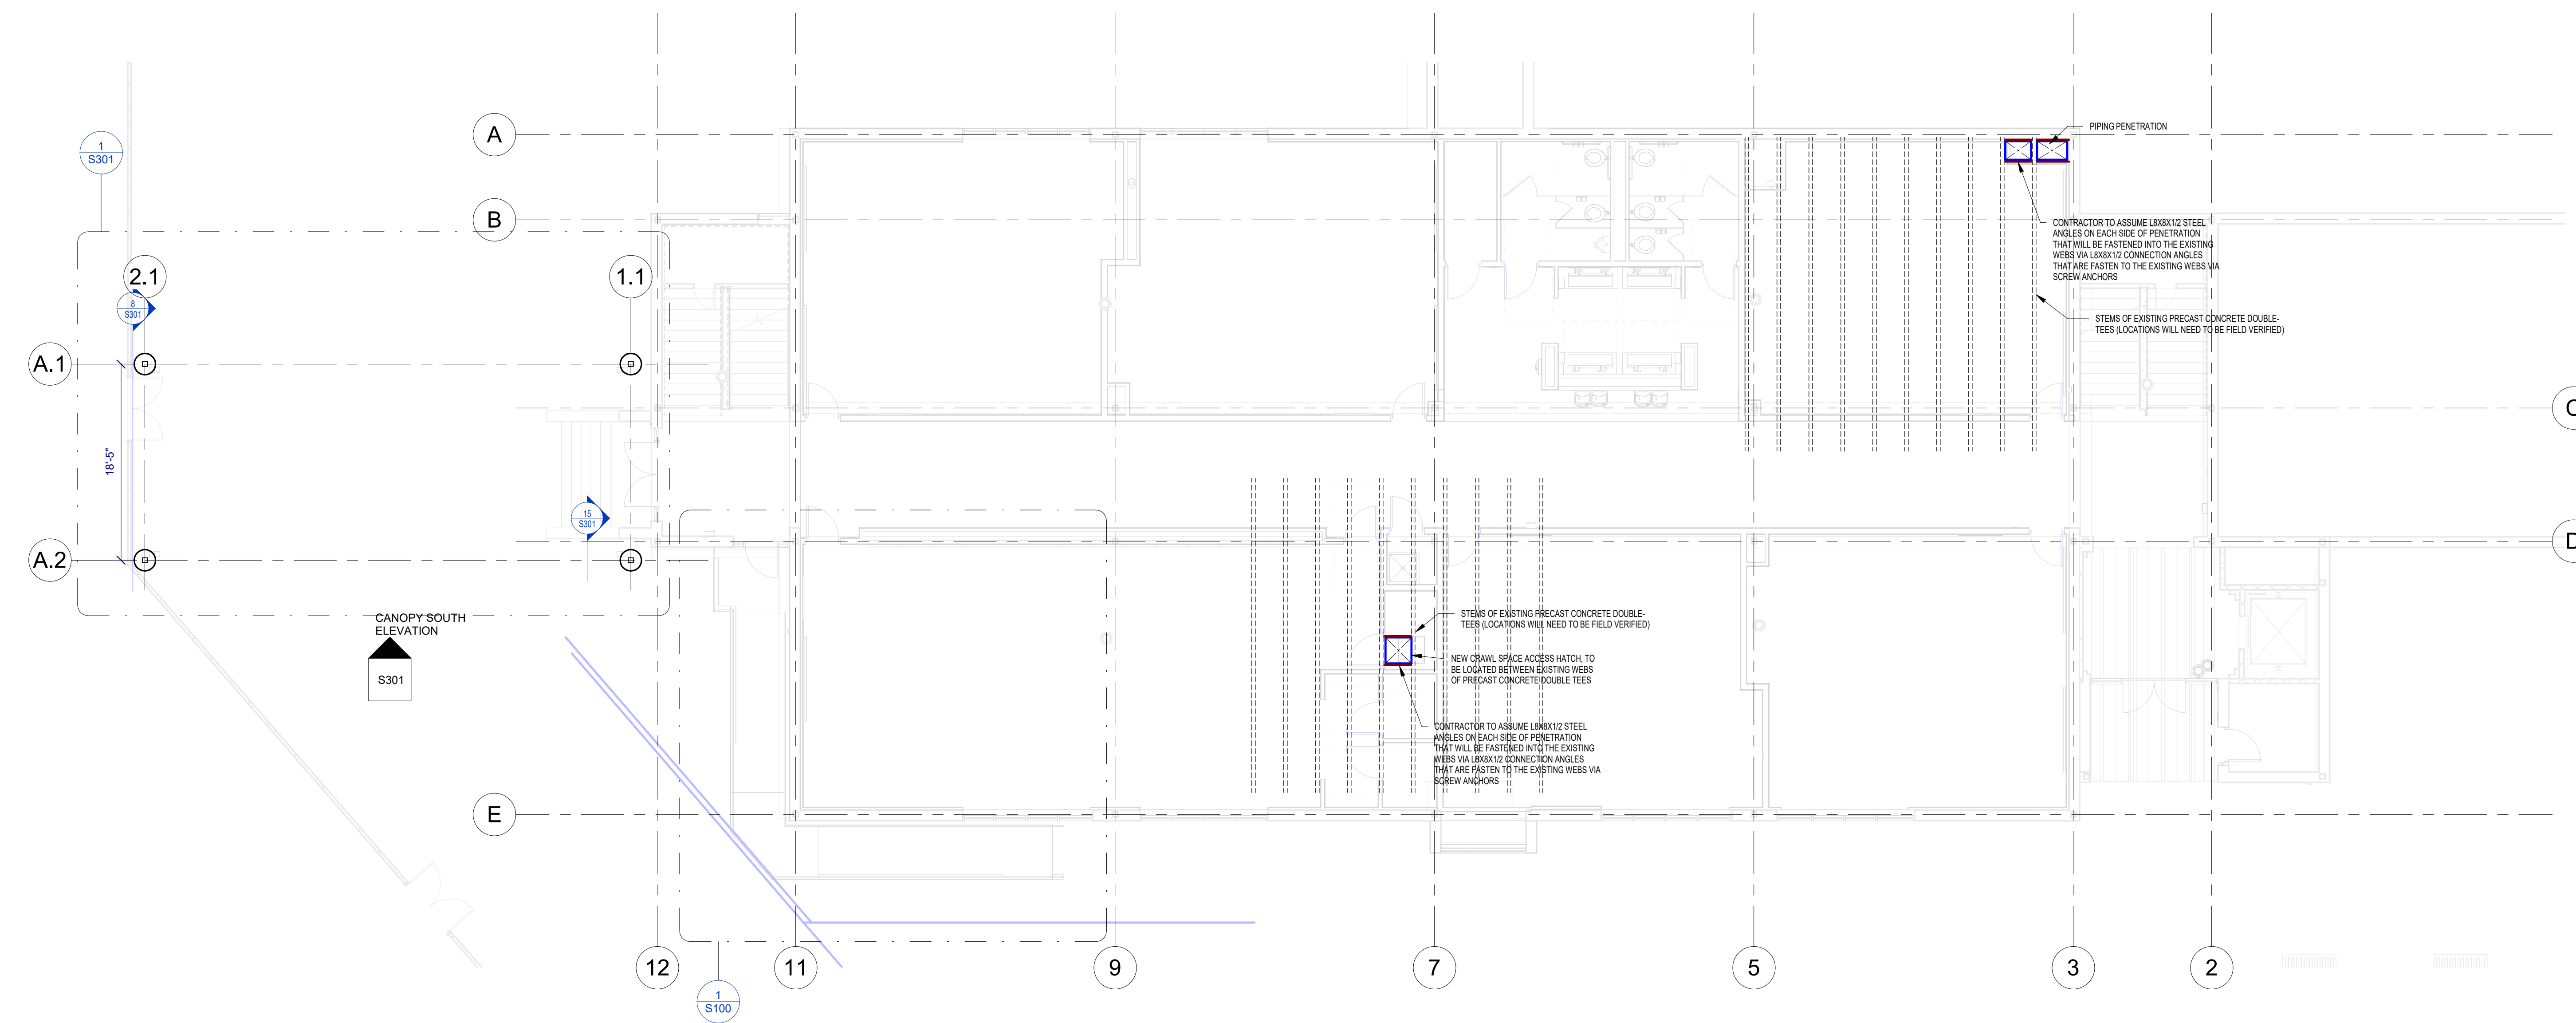 A
PIPING PENETRATION
1
S301
B
CONTRACTOR TO ASSUME L8X8X1/2 STEEL
ANGLES ON EACH SIDE OF PENETRATION
THAT WILL BE FASTENED INTO THE EXISTING
WEBS VIA L8X8X1/2 CONNECTION ANGLES
THAT ARE FASTEN TO THE EXISTING WEBS VIA
SCREW ANCHORS
2.1
1.1
8
S301
STEMS OF EXISTING PRECAST CONCRETE DOUBLE-
TEES (LOCATIONS WILL NEED TO BE FIELD VERIFIED)
A.1
C
18'-5"
15
S301
D
A.2
CANOPY SOUTH
ELEVATION
S301
STEMS OF EXISTING PRECAST CONCRETE DOUBLE-
TEES (LOCATIONS WILL NEED TO BE FIELD VERIFIED)
NEW CRAWL SPACE ACCESS HATCH, TO
BE LOCATED BETWEEN EXISTING WEBS
OF PRECAST CONCRETE DOUBLE TEES
CONTRACTOR TO ASSUME L8X8X1/2 STEEL
ANGLES ON EACH SIDE OF PENETRATION
THAT WILL BE FASTENED INTO THE EXISTING
WEBS VIA L8X8X1/2 CONNECTION ANGLES
THAT ARE FASTEN TO THE EXISTING WEBS VIA
SCREW ANCHORS
E
12
11
9
7
5
3
2
1
S100